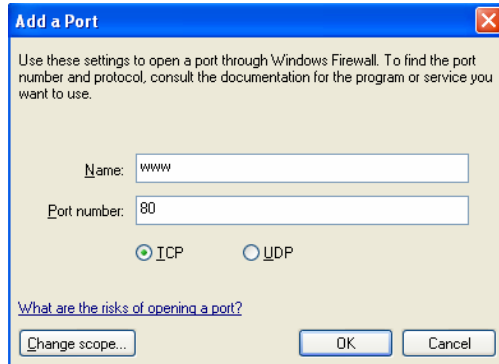 Add a Port
Use these settings to open a port through Windows Firewall. To find the port
number and protocol, consult the documentation for the program or service you
want to use.
Name: www
Port number: 80
TCP UDP
What are the risks of opening a port?
Change scope... OK Cancel